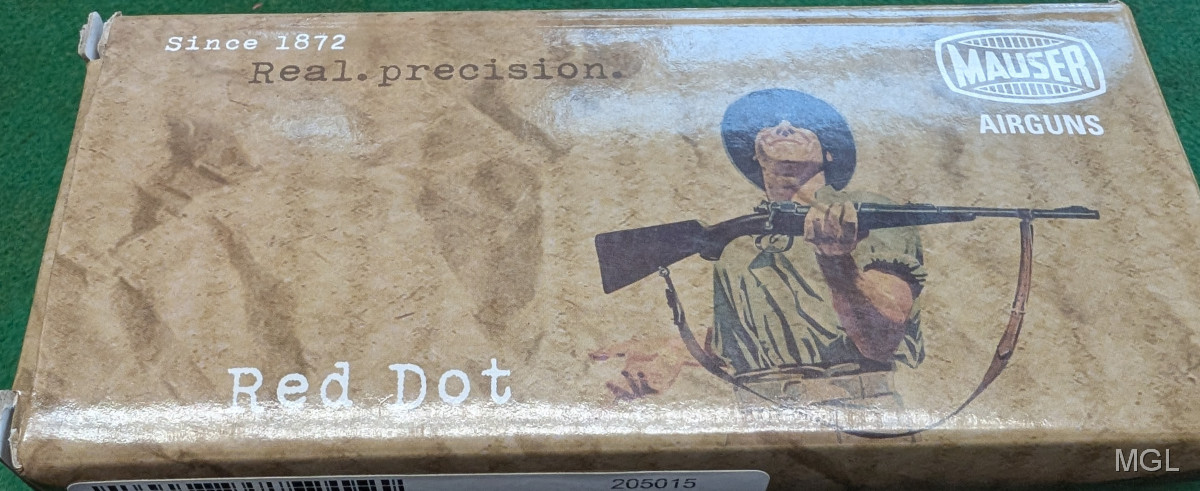 Since 1872
Real. precision.
MAUSER
AIRGUNS
Red Dot
205015
MGL